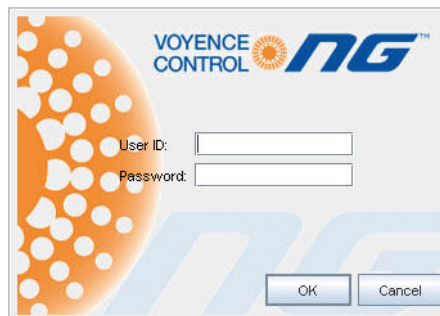 VOYENCE
CONTROL NG™
User ID:
Password:
OK Cancel